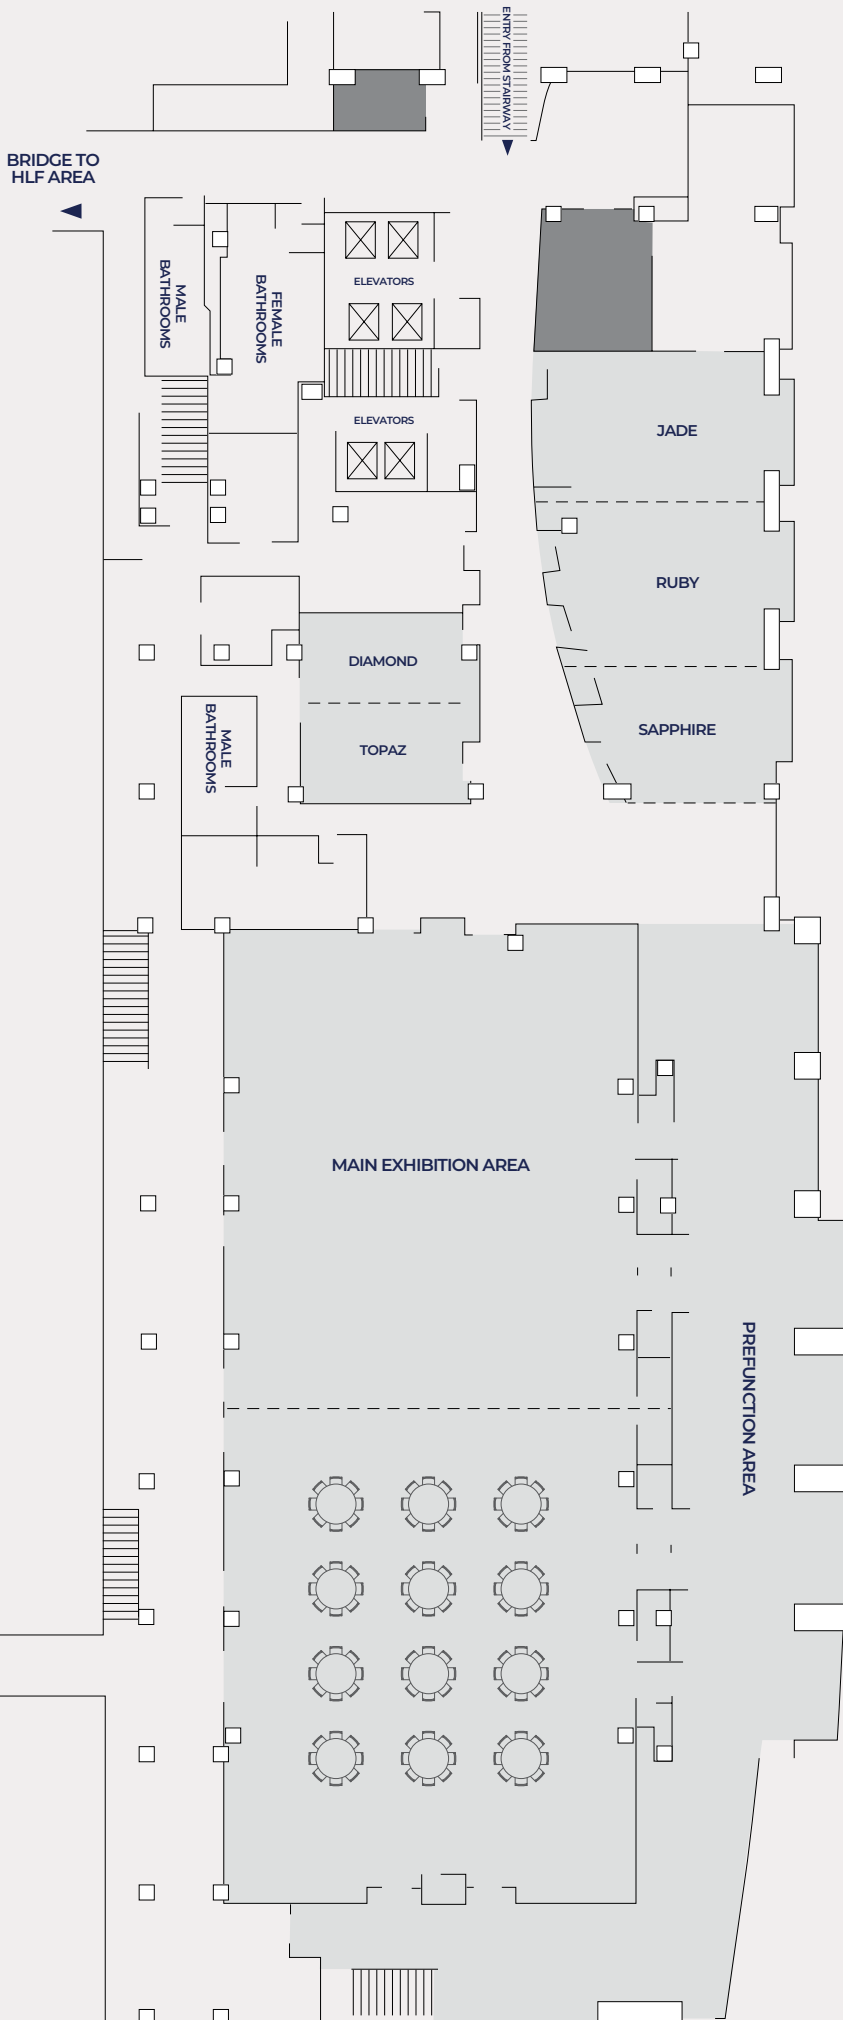 ENTRY FROM STAIRWAY
BRIDGE TO
HLF AREA
MALE
BATHROOMS
FEMALE
BATHROOMS
ELEVATORS
ELEVATORS
JADE
RUBY
DIAMOND
SAPPHIRE
TOPAZ
MALE
BATHROOMS
MAIN EXHIBITION AREA
PREFUNCTION AREA